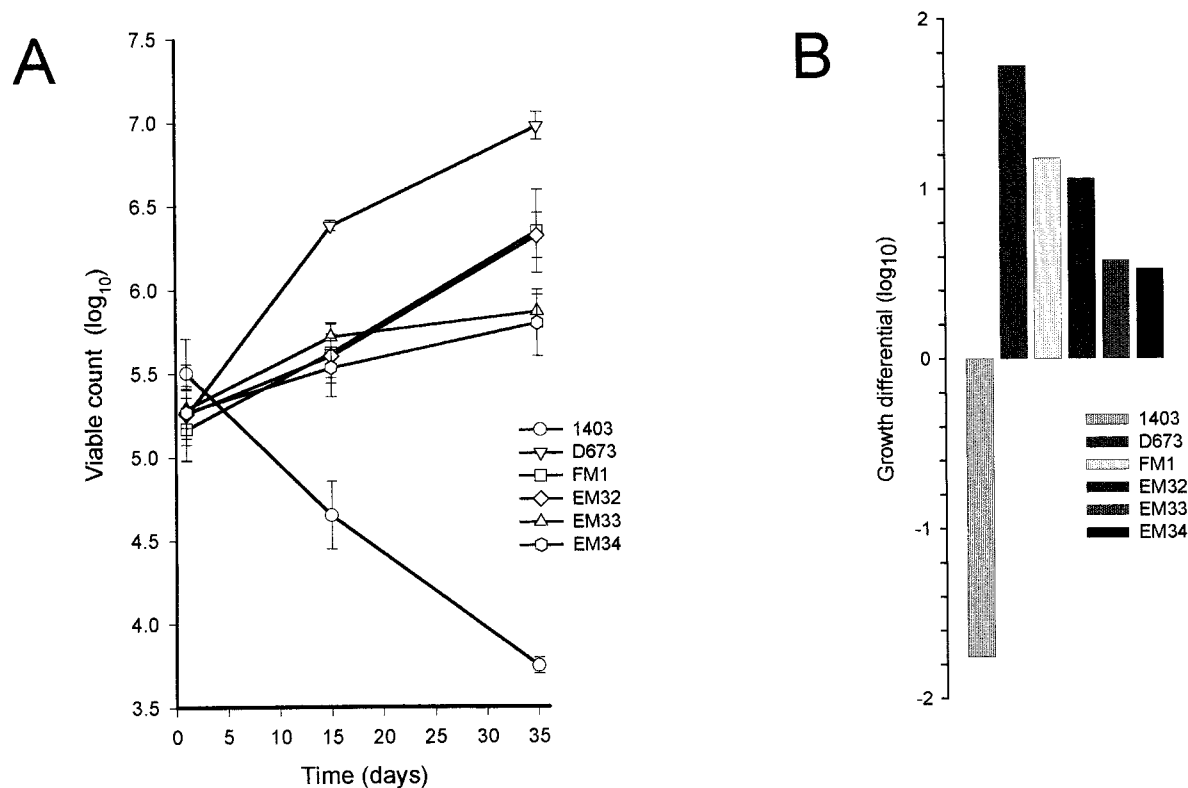 A
7.5
7.0
6.5
6.0
5.5
5.0
4.5
4.0
3.5
Viable count (log10)
0 5 10 15 20 25 30 35
Time (days)
1403
D673
FM1
EM32
EM33
EM34
B
2
1
0
-1
-2
Growth differential (log10)
1403
D673
FM1
EM32
EM33
EM34